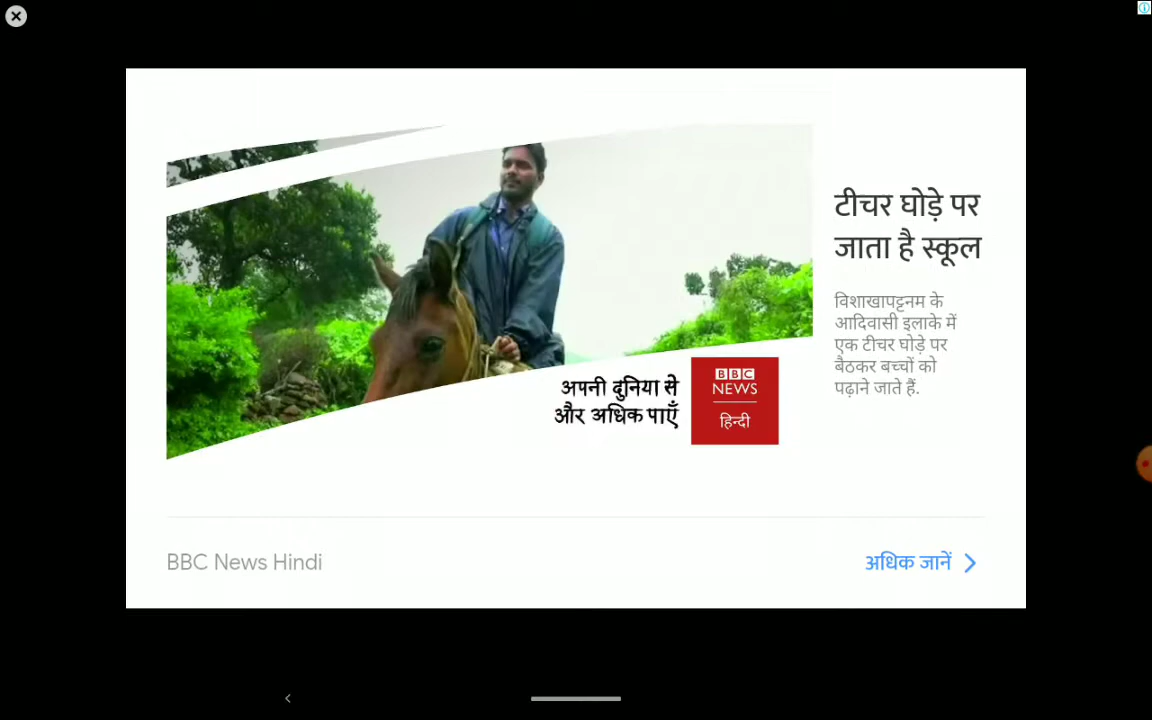 टीचर घोड़े पर
जाता है स्कूल
विशाखापट्टनम के
आदिवासी इलाके में
एक टीचर घोड़े पर
बैठकर बच्चों को
पढ़ाने जाते हैं.
अपनी दुनिया से
और अधिक पाएँ
BBC
NEWS
हिन्दी
BBC News Hindi
अधिक जानें